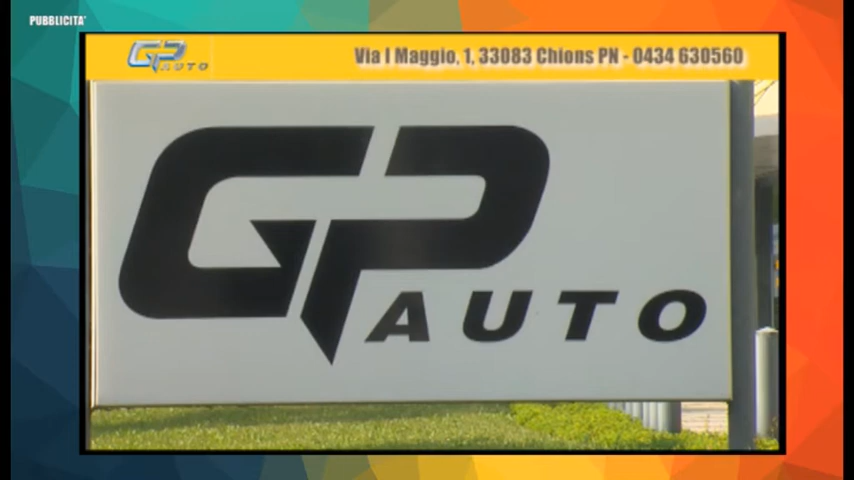 PUBBLICITA'
GP AUTO
Via I Maggio, 1, 33083 Chions PN - 0434 630560
GP
AUTO